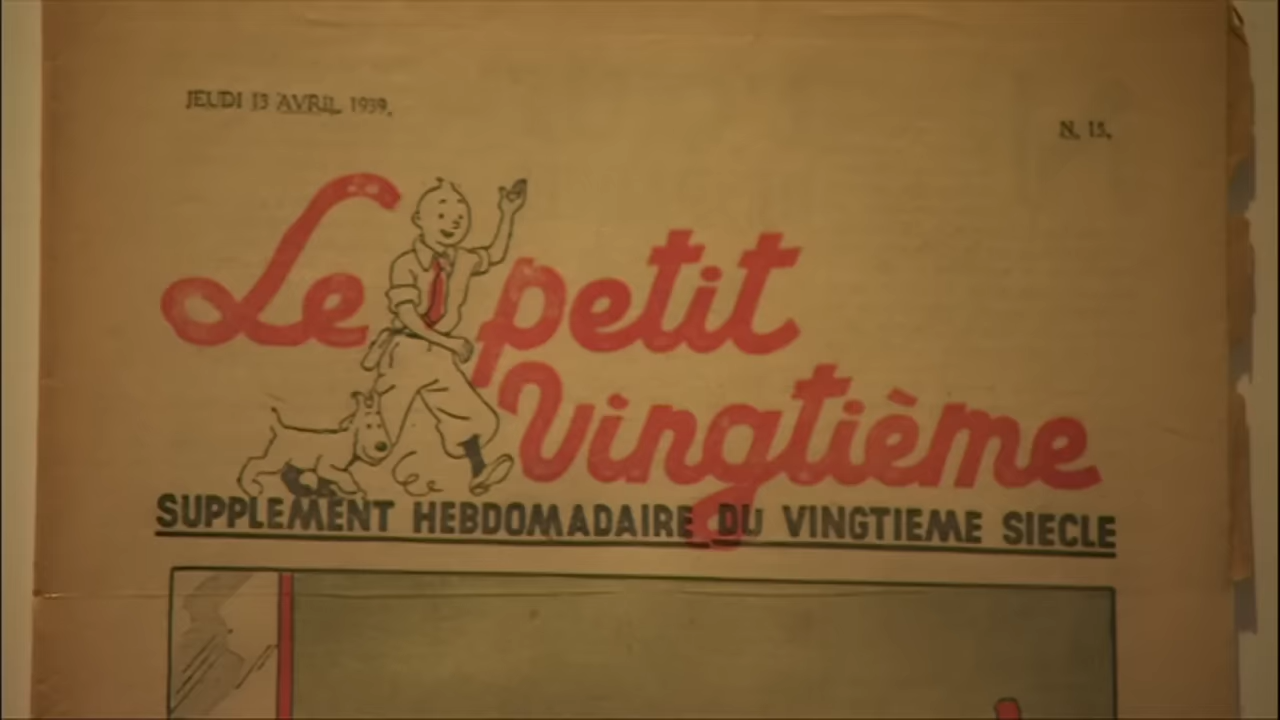 JEUDI 13 AVRIL 1939.
N. 15.
Le petit
Vingtième
SUPPLEMENT HEBDOMADAIRE DU VINGTIEME SIECLE